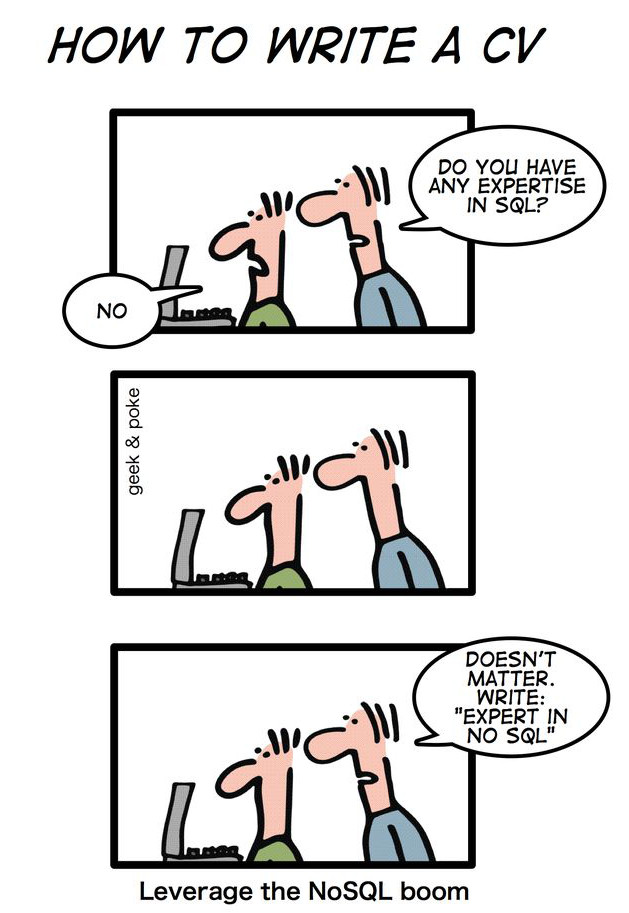 HOW TO WRITE A CV
DO YOU HAVE
ANY EXPERTISE
IN SQL?
NO
geek & poke
DOESN'T
MATTER.
WRITE:
"EXPERT IN
NO SQL"
Leverage the NoSQL boom